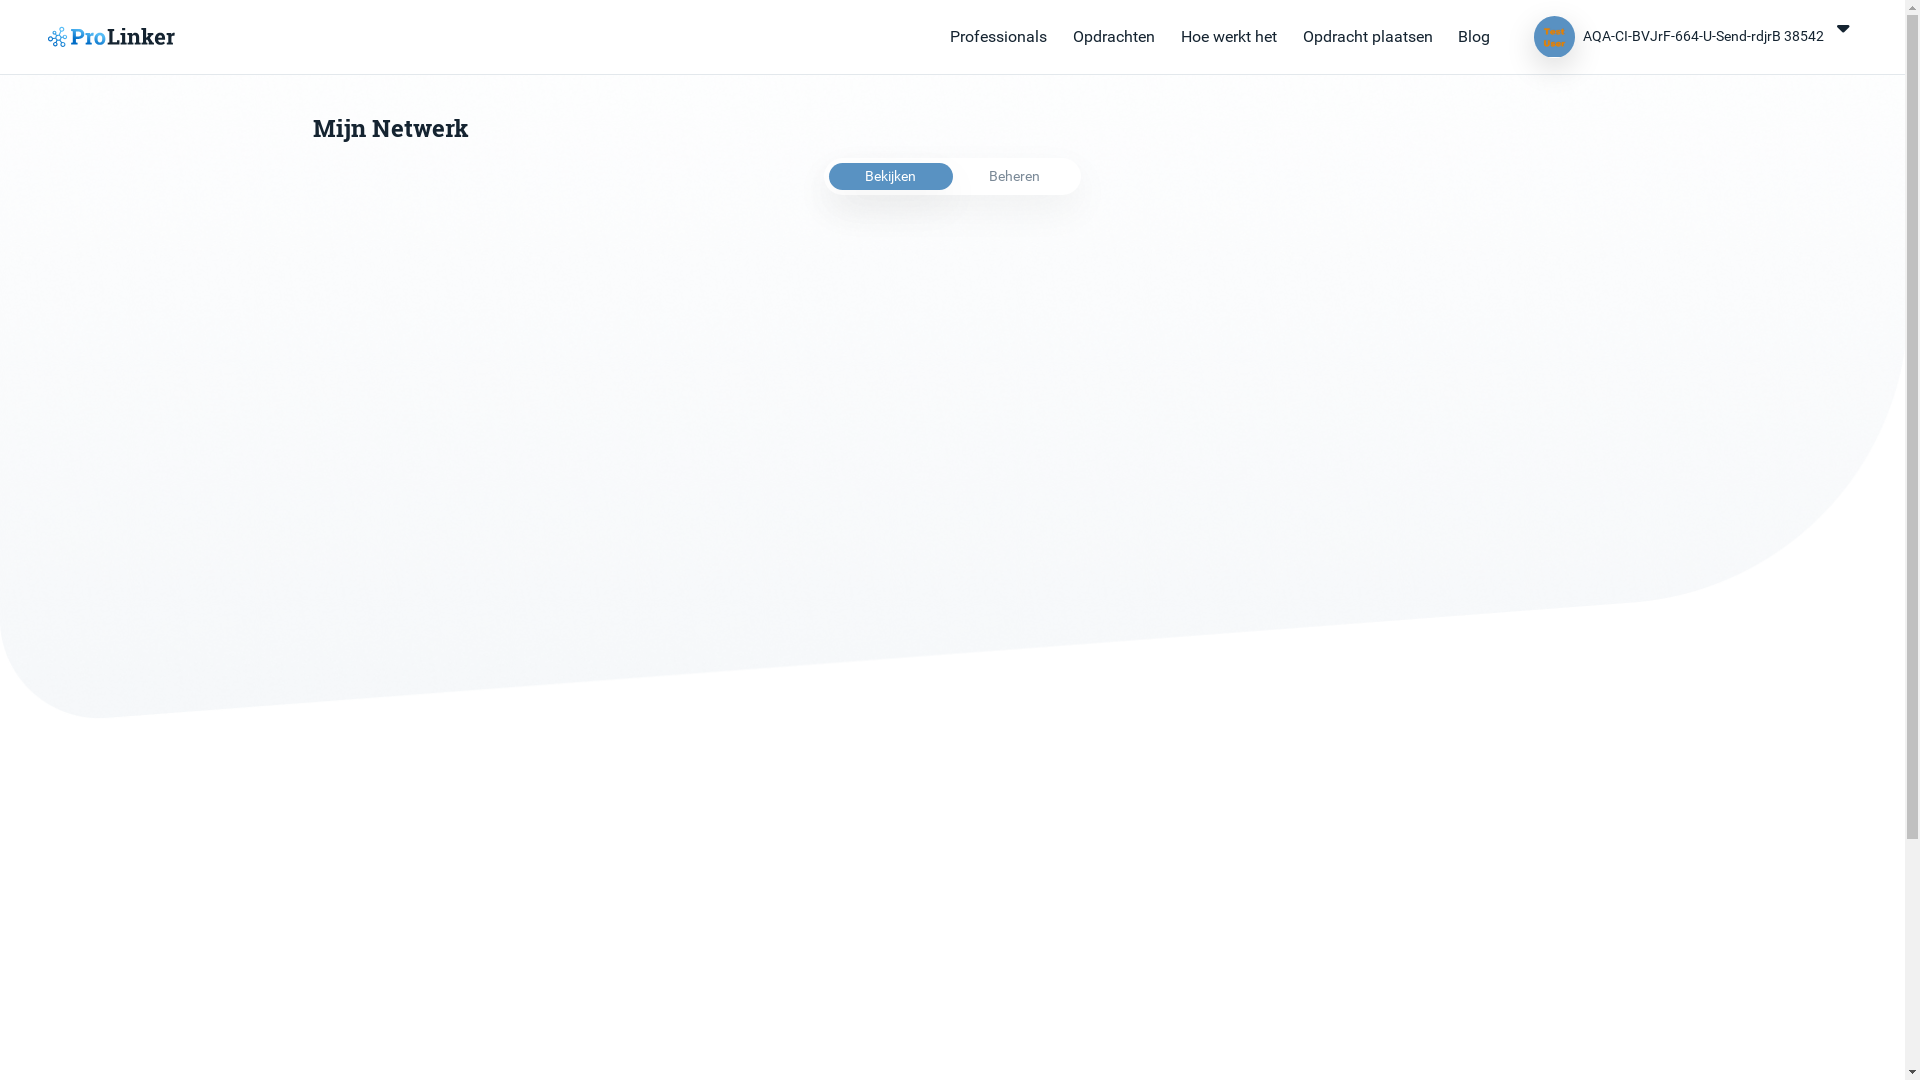 ProLinker
Professionals
Opdrachten
Hoe werkt het
Opdracht plaatsen
Blog
Test
User
AQA-CI-BVJrF-664-U-Send-rdjrB 38542
Mijn Netwerk
Bekijken
Beheren